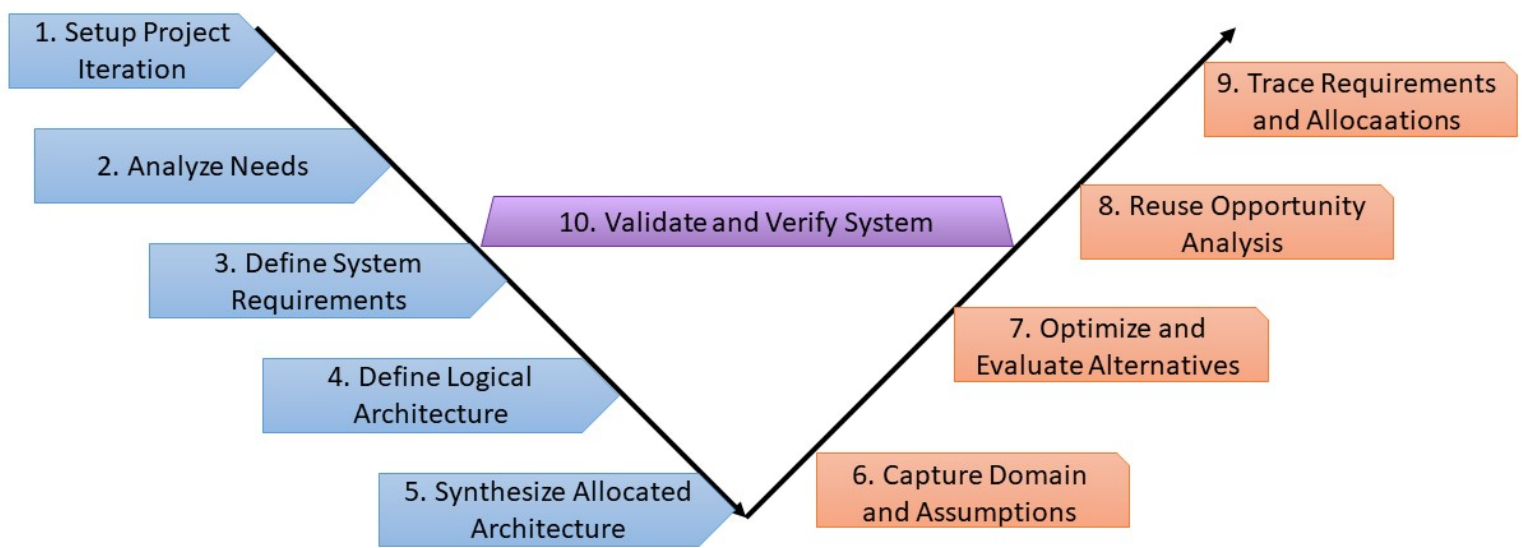 1. Setup Project
Iteration
2. Analyze Needs
3. Define System
Requirements
4. Define Logical
Architecture
5. Synthesize Allocated
Architecture
6. Capture Domain
and Assumptions
7. Optimize and
Evaluate Alternatives
8. Reuse Opportunity
Analysis
9. Trace Requirements
and Allocaations
10. Validate and Verify System